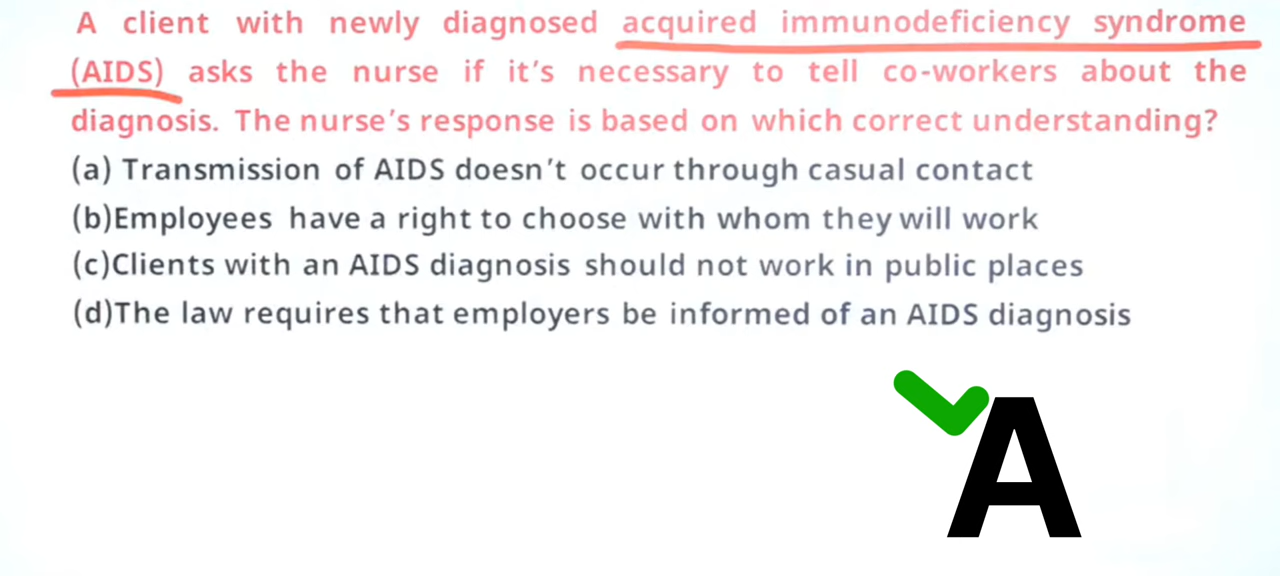 A client with newly diagnosed acquired immunodeficiency syndrome
(AIDS) asks the nurse if it's necessary to tell co-workers about the
diagnosis. The nurse's response is based on which correct understanding?
(a) Transmission of AIDS doesn't occur through casual contact
(b)Employees have a right to choose with whom they will work
(c)Clients with an AIDS diagnosis should not work in public places
(d)The law requires that employers be informed of an AIDS diagnosis
A